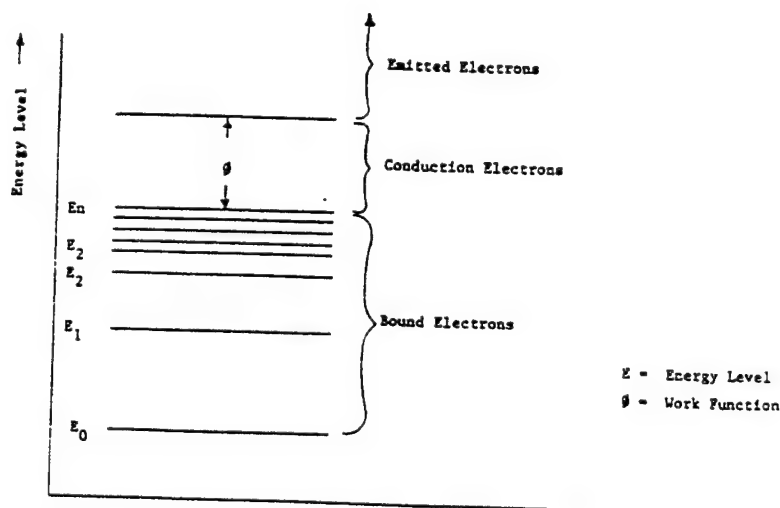 Energy Level
Emitted Electrons
ø
Conduction Electrons
En
E2
E2
E1
Bound Electrons
E0
E = Energy Level
ø = Work Function